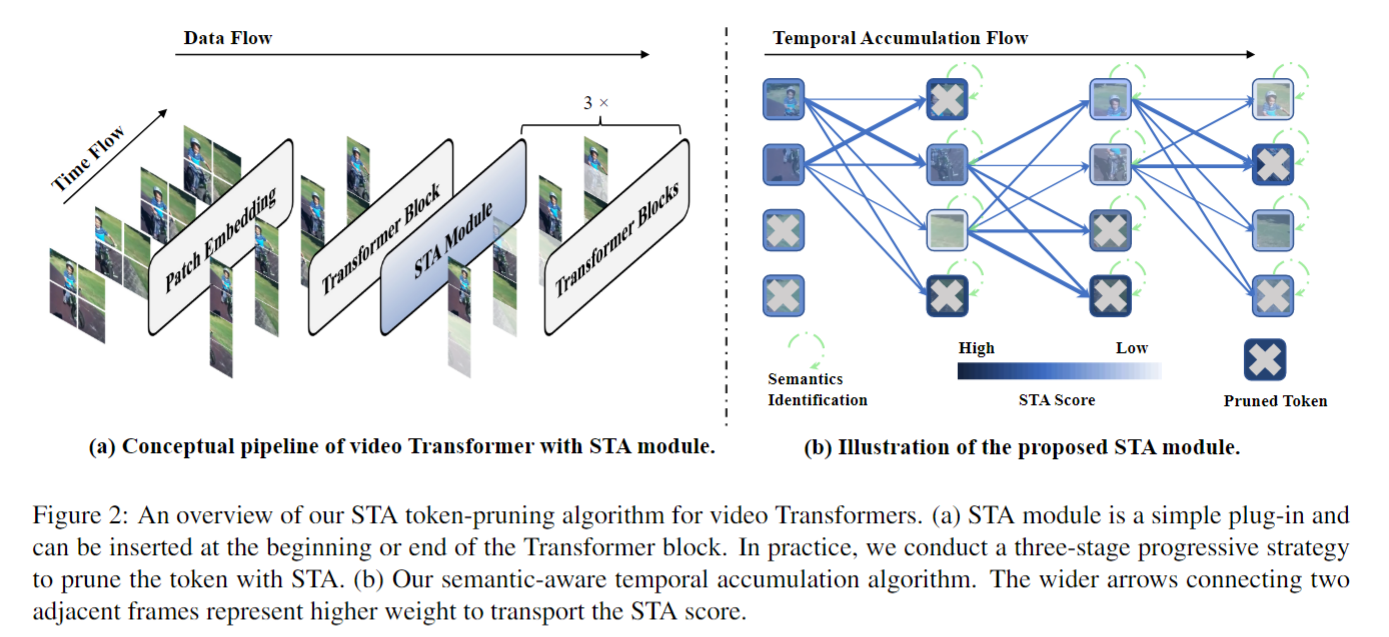 Data Flow
Time Flow
3 ×
Patch Embedding
Transformer Block
STA Module
Transformer Blocks
(a) Conceptual pipeline of video Transformer with STA module.
Temporal Accumulation Flow
Semantics
Identification
High
Low
STA Score
Pruned Token
(b) Illustration of the proposed STA module.
Figure 2: An overview of our STA token-pruning algorithm for video Transformers. (a) STA module is a simple plug-in and
can be inserted at the beginning or end of the Transformer block. In practice, we conduct a three-stage progressive strategy
to prune the token with STA. (b) Our semantic-aware temporal accumulation algorithm. The wider arrows connecting two
adjacent frames represent higher weight to transport the STA score.